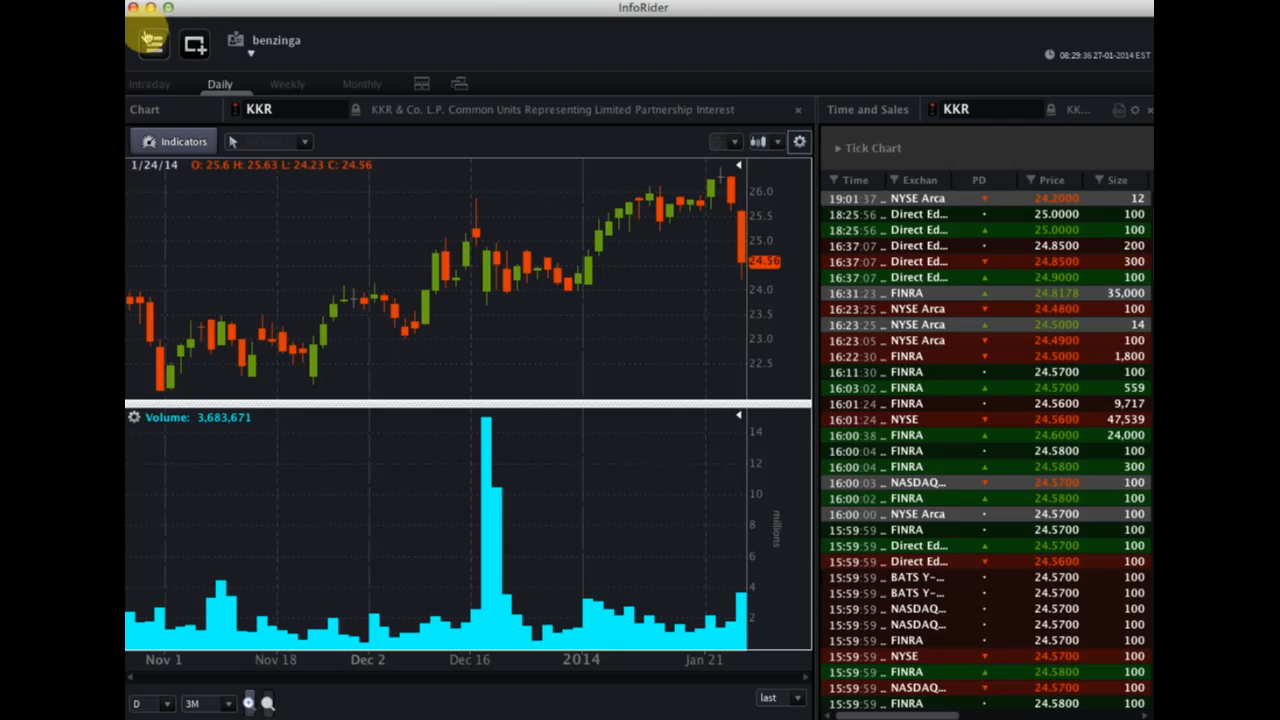 InfoRider
benzinga
08:29:36 27-01-2014 EST
Intraday Daily Weekly Monthly
Chart KKR KKR & Co. L.P. Common Units Representing Limited Partnership Interest
Time and Sales KKR KK...
Indicators
1/24/14 O: 25.6 H: 25.63 L: 24.23 C: 24.56
26.0
25.5
25.0
24.56
24.0
23.5
23.0
22.5
Volume: 3,683,671
14
12
10
8
6
4
2
millions
Nov 1 Nov 18 Dec 2 Dec 16 2014 Jan 21
D 3M last
Tick Chart
Time Exchan PD Price Size
19:01:37 ... NYSE Arca 24.2000 12
18:25:56 ... Direct Ed... 25.0000 100
18:25:56 ... Direct Ed... 25.0000 100
16:37:07 ... Direct Ed... 24.8500 200
16:37:07 ... Direct Ed... 24.8500 300
16:37:07 ... Direct Ed... 24.9000 100
16:31:23 ... FINRA 24.8178 35,000
16:23:25 ... NYSE Arca 24.4800 100
16:23:25 ... NYSE Arca 24.5000 14
16:23:05 ... NYSE Arca 24.4900 100
16:22:30 ... FINRA 24.5000 1,800
16:11:30 ... FINRA 24.5700 100
16:03:02 ... FINRA 24.5700 559
16:01:24 ... FINRA 24.5600 9,717
16:01:24 ... NYSE 24.5600 47,539
16:00:38 ... FINRA 24.6000 24,000
16:00:04 ... FINRA 24.5800 100
16:00:04 ... FINRA 24.5800 300
16:00:03 ... NASDAQ... 24.5700 100
16:00:02 ... FINRA 24.5800 100
16:00:00 ... NYSE Arca 24.5700 100
15:59:59 ... FINRA 24.5700 100
15:59:59 ... Direct Ed... 24.5700 100
15:59:59 ... Direct Ed... 24.5600 100
15:59:59 ... BATS Y-... 24.5700 100
15:59:59 ... BATS Y-... 24.5700 100
15:59:59 ... NASDAQ... 24.5700 100
15:59:59 ... NASDAQ... 24.5700 100
15:59:59 ... FINRA 24.5700 100
15:59:59 ... NYSE 24.5700 100
15:59:59 ... FINRA 24.5800 100
15:59:59 ... NASDAQ... 24.5700 100
15:59:59 ... FINRA 24.5800 100